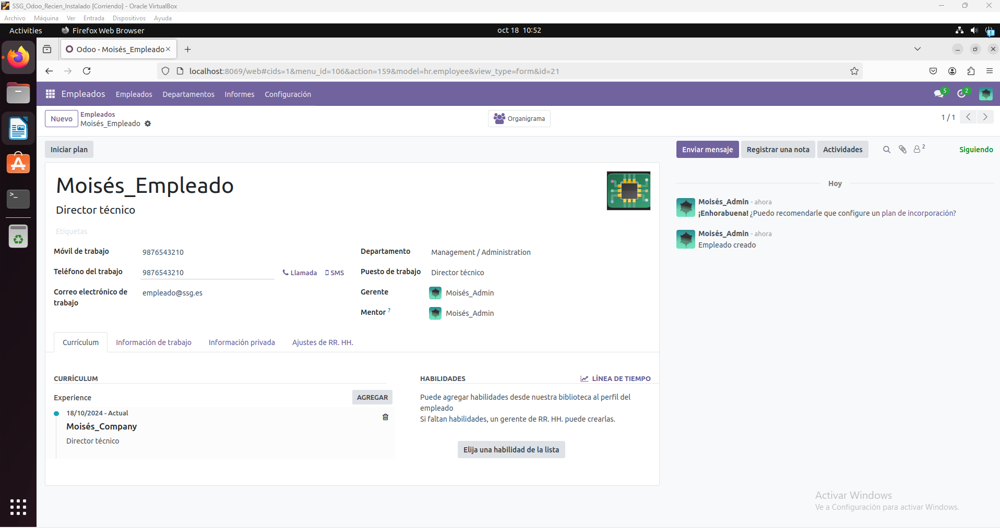 SSG_Odoo_Recien_Instalado [Corriendo] - Oracle VirtualBox
Archivo Máquina Ver Entrada Dispositivos Ayuda
Activities Firefox Web Browser oct 18 10:52
Odoo - Moisés_Empleado
localhost:8069/web#cids=1&menu_id=106&action=159&model=hr.employee&view_type=form&id=21
Empleados Empleados Departamentos Informes Configuración 5 2
Nuevo
Empleados
Moisés_Empleado
Organigrama
1 / 1
Iniciar plan
Enviar mensaje Registrar una nota Actividades 2 Siguiendo
Moisés_Empleado
Director técnico
Etiquetas
Móvil de trabajo 9876543210
Teléfono del trabajo 9876543210 Llamada SMS
Correo electrónico de trabajo empleado@ssg.es
Departamento Management / Administration
Puesto de trabajo Director técnico
Gerente Moisés_Admin
Mentor ? Moisés_Admin
Currículum Información de trabajo Información privada Ajustes de RR. HH.
CURRÍCULUM
Experience AGREGAR
18/10/2024 - Actual
Moisés_Company
Director técnico
HABILIDADES LÍNEA DE TIEMPO
Puede agregar habilidades desde nuestra biblioteca al perfil del
empleado
Si faltan habilidades, un gerente de RR. HH. puede crearlas.
Elija una habilidad de la lista
Hoy
Moisés_Admin - ahora
¡Enhorabuena! ¿Puedo recomendarle que configure un plan de incorporación?
Moisés_Admin - ahora
Empleado creado
Activar Windows
Ve a Configuración para activar Windows.